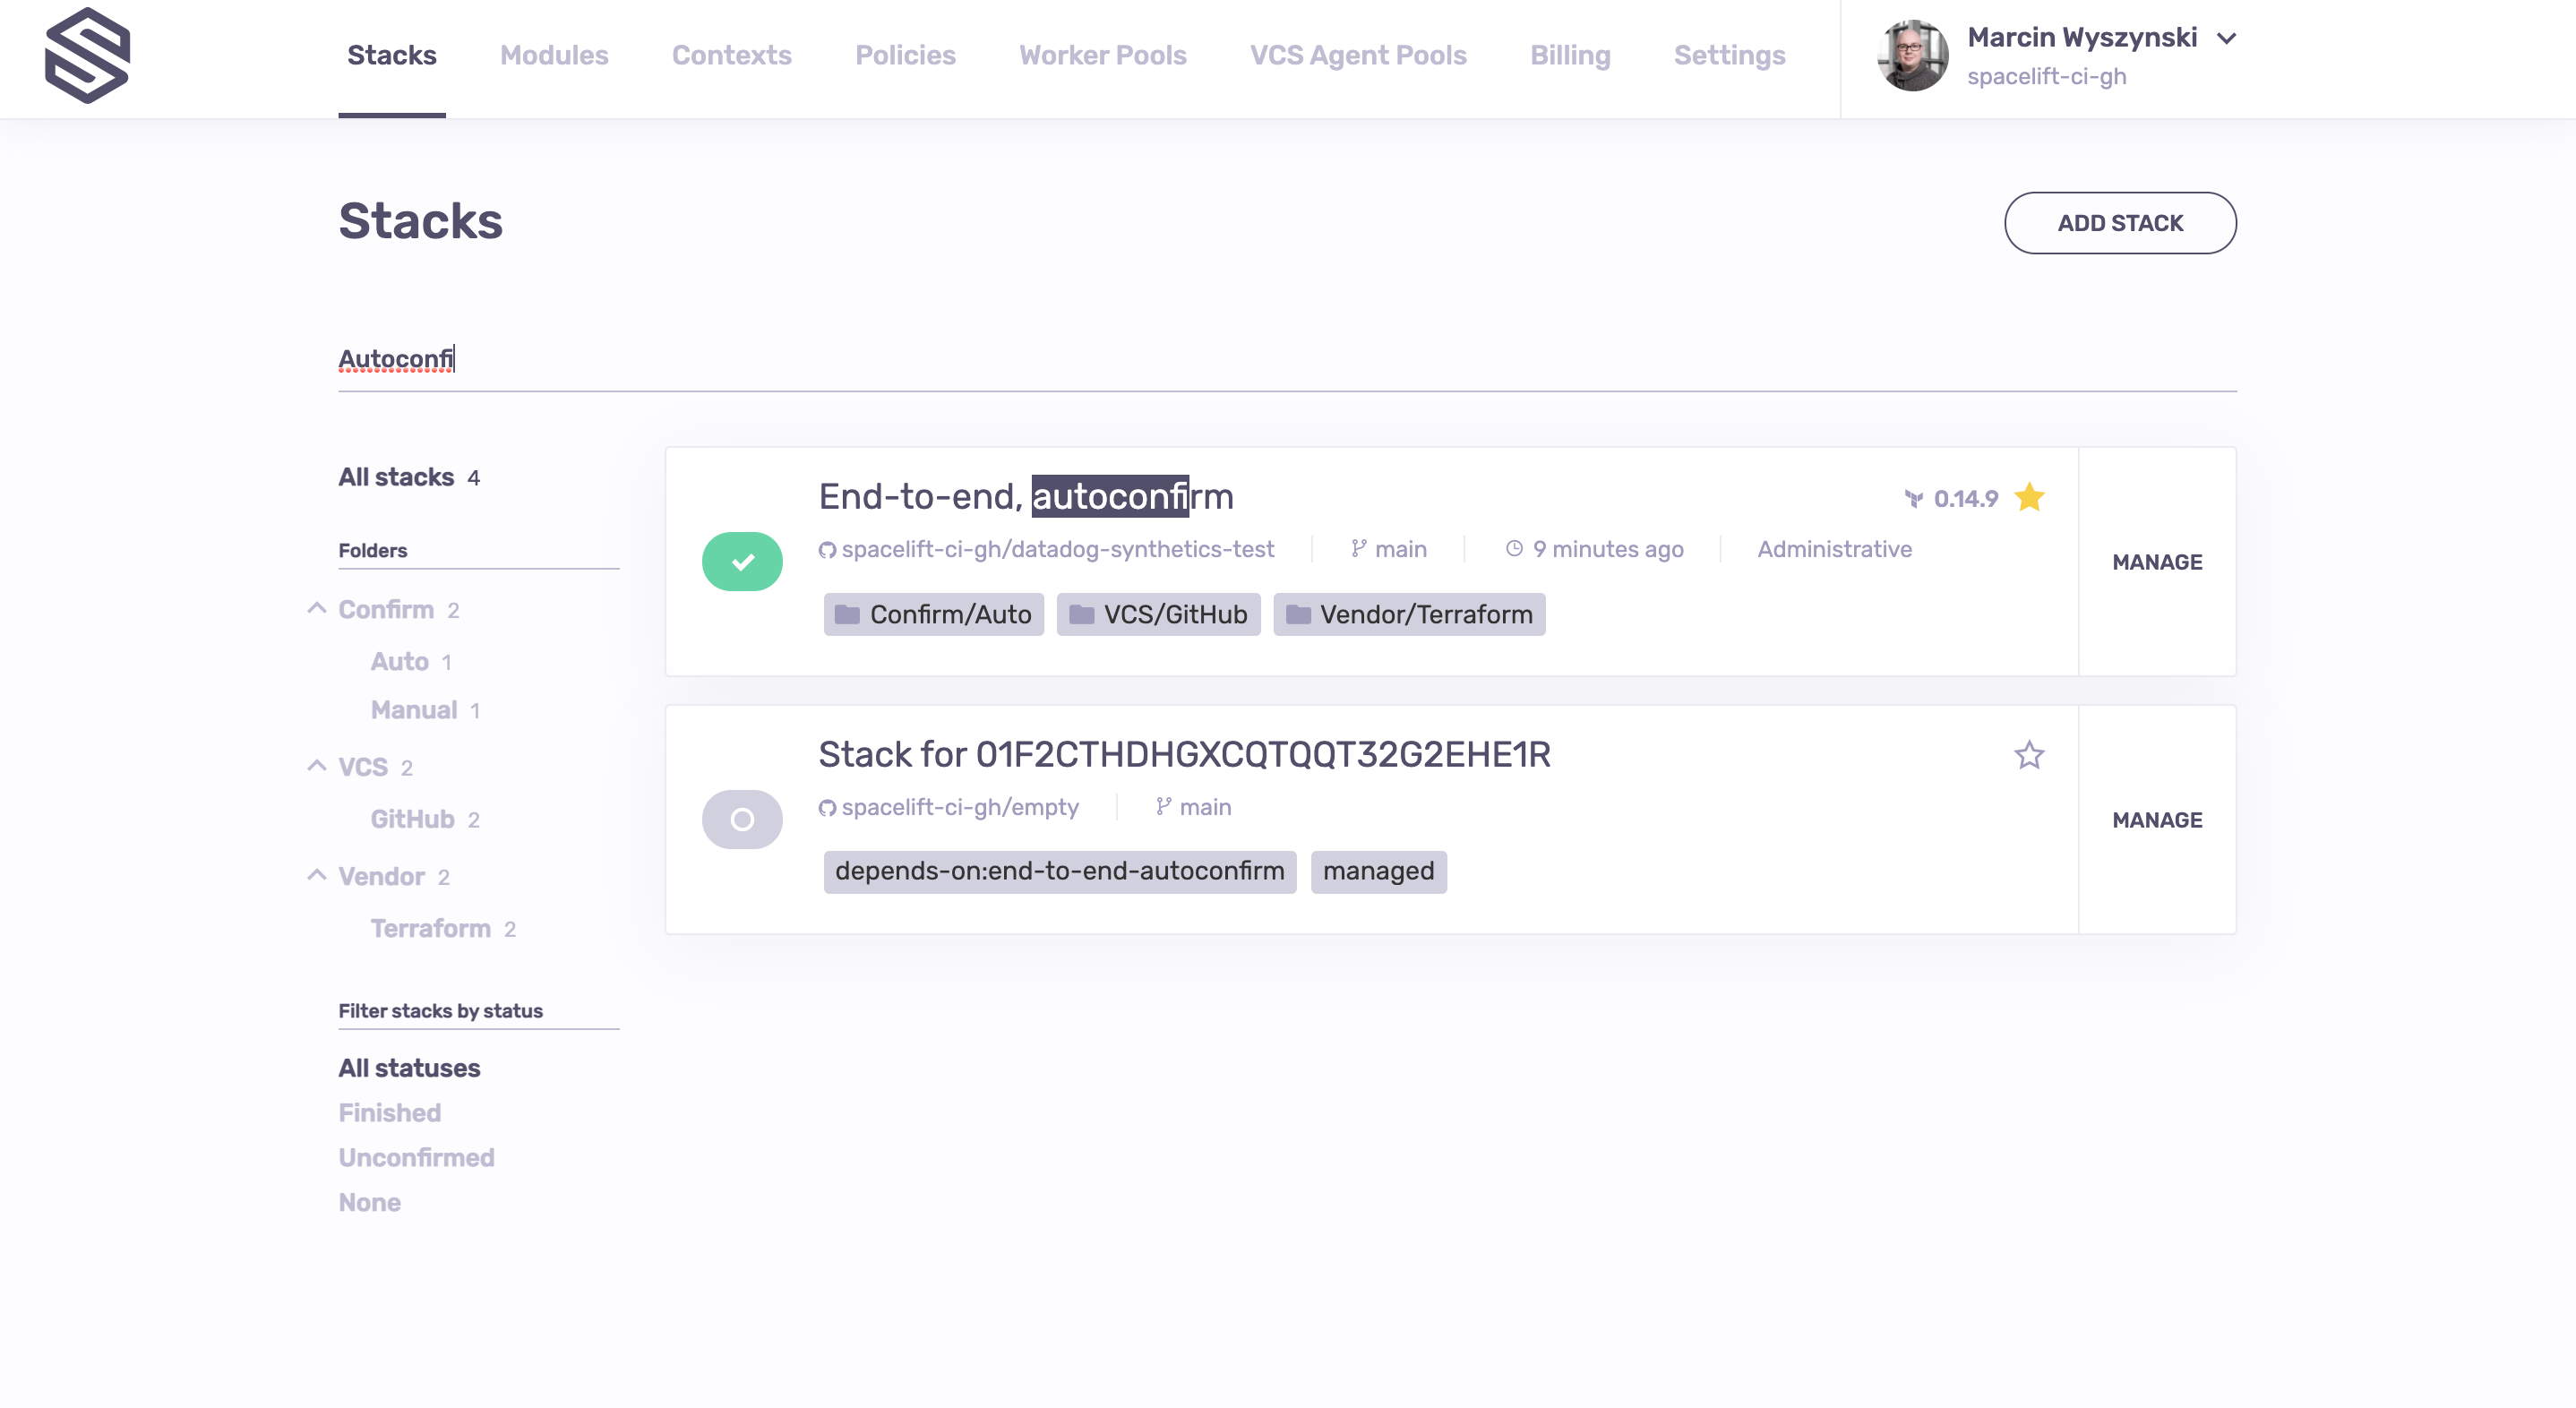 Stacks Modules Contexts Policies Worker Pools VCS Agent Pools Billing Settings
Marcin Wyszynski
spacelift-ci-gh
Stacks
ADD STACK
Autoconfi
All stacks 4
Folders
Confirm 2
Auto 1
Manual 1
VCS 2
GitHub 2
Vendor 2
Terraform 2
Filter stacks by status
All statuses
Finished
Unconfirmed
None
End-to-end, autoconfirm
0.14.9
spacelift-ci-gh/datadog-synthetics-test main 9 minutes ago Administrative
Confirm/Auto VCS/GitHub Vendor/Terraform
MANAGE
Stack for 01F2CTHDHGXCQTQQT32G2EHE1R
spacelift-ci-gh/empty main
depends-on:end-to-end-autoconfirm managed
MANAGE